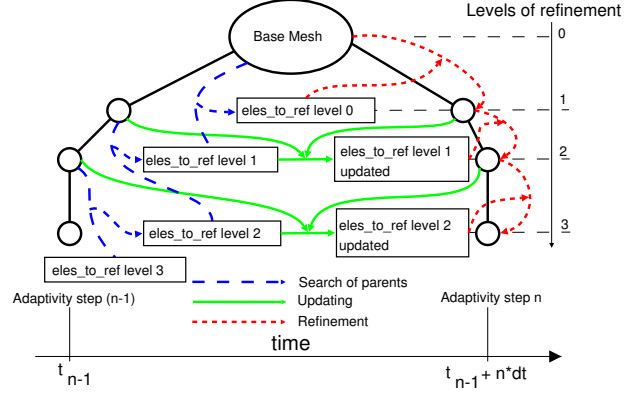 Levels of refinement
Base Mesh
0
eles_to_ref level 0
1
eles_to_ref level 1
eles_to_ref level 1
updated
2
eles_to_ref level 2
eles_to_ref level 2
updated
3
eles_to_ref level 3
Search of parents
Adaptivity step (n-1)
Updating
Adaptivity step n
Refinement
time
t n-1
t n-1 + n*dt